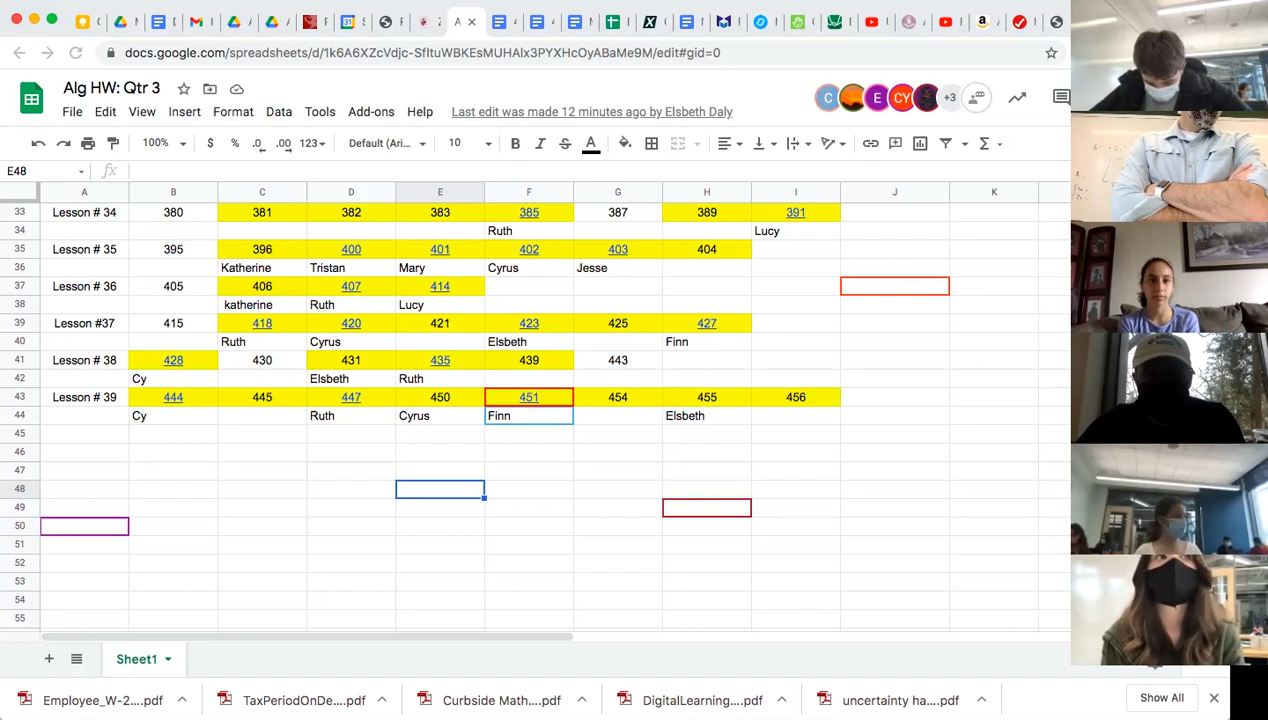 docs.google.com/spreadsheets/d/1k6A6XZcVdjc-SfItuWBKEsMUHAIx3PYXHcOyABaMe9M/edit#gid=0
Alg HW: Qtr 3
C E CY +3
File Edit View Insert Format Data Tools Add-ons Help Last edit was made 12 minutes ago by Elsbeth Daly
100% $ % .0 .00 123 Default (Ari... 10 B I S A
E48 fx
A B C D E F G H I J K
33 Lesson # 34 380 381 382 383 385 387 389 391
34 Ruth Lucy
35 Lesson # 35 395 396 400 401 402 403 404
36 Katherine Tristan Mary Cyrus Jesse
37 Lesson # 36 405 406 407 414
38 katherine Ruth Lucy
39 Lesson #37 415 418 420 421 423 425 427
40 Ruth Cyrus Elsbeth Finn
41 Lesson # 38 428 430 431 435 439 443
42 Cy Elsbeth Ruth
43 Lesson # 39 444 445 447 450 451 454 455 456
44 Cy Ruth Cyrus Finn Elsbeth
45
46
47
48
49
50
51
52
53
54
55
Sheet1
Employee_W-2....pdf TaxPeriodOnDe....pdf Curbside Math....pdf DigitalLearning....pdf uncertainty ha....pdf Show All